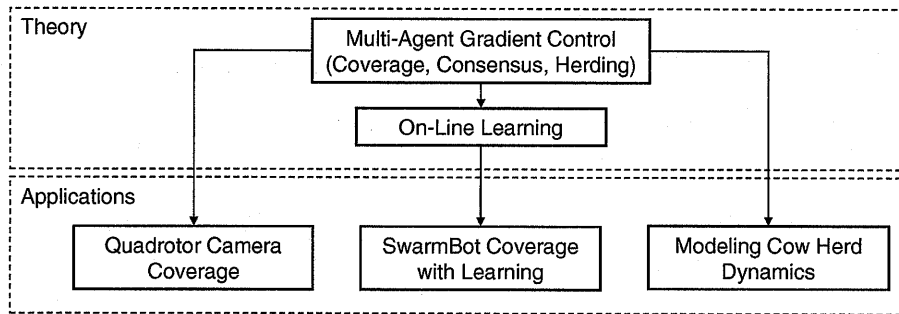 Theory
Multi-Agent Gradient Control
(Coverage, Consensus, Herding)
On-Line Learning
Applications
Quadrotor Camera
Coverage
SwarmBot Coverage
with Learning
Modeling Cow Herd
Dynamics